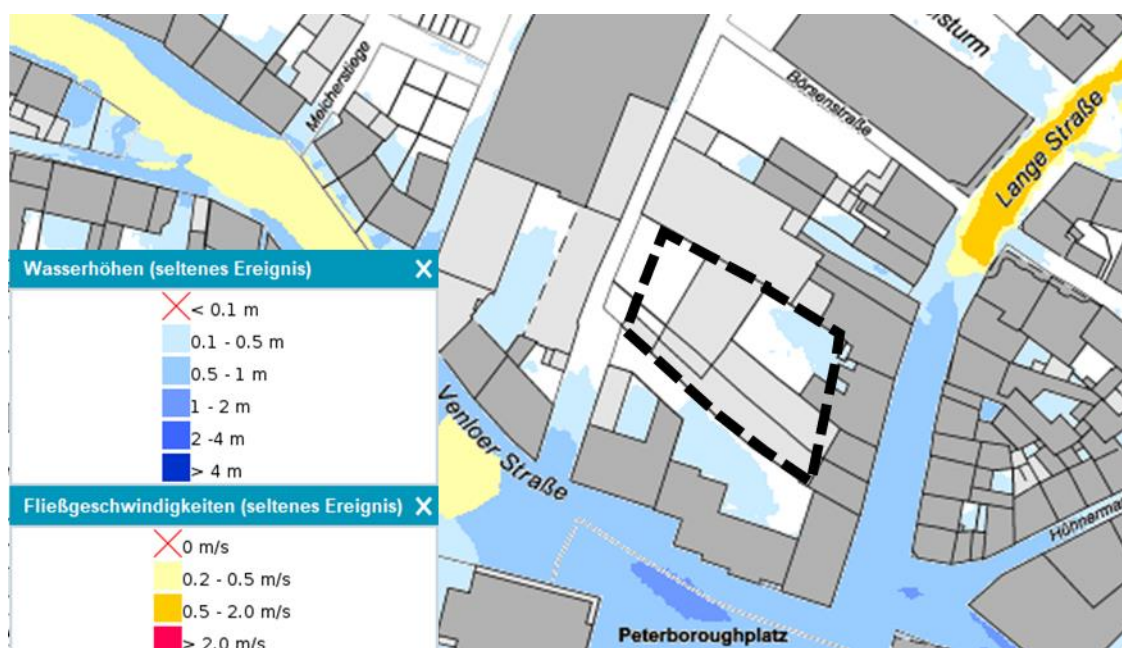 Moicherstiege
Börsenstraße
Lange Straße
Wasserhöhen (seltenes Ereignis) X
< 0.1 m
0.1 - 0.5 m
0.5 - 1 m
1 - 2 m
2 -4 m
> 4 m
Venloer Straße
Fließgeschwindigkeiten (seltenes Ereignis) X
0 m/s
0.2 - 0.5 m/s
0.5 - 2.0 m/s
> 2.0 m/s
Peterboroughplatz